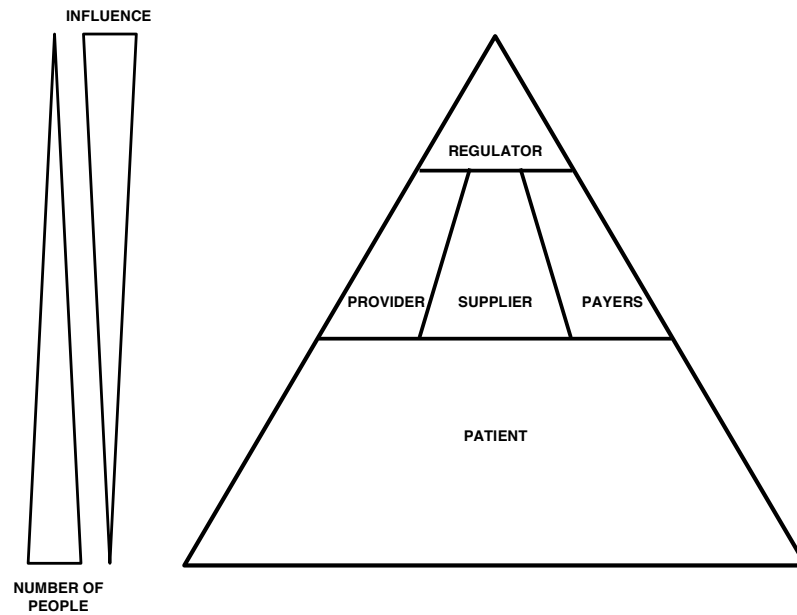 INFLUENCE
REGULATOR
PROVIDER
SUPPLIER
PAYERS
PATIENT
NUMBER OF
PEOPLE